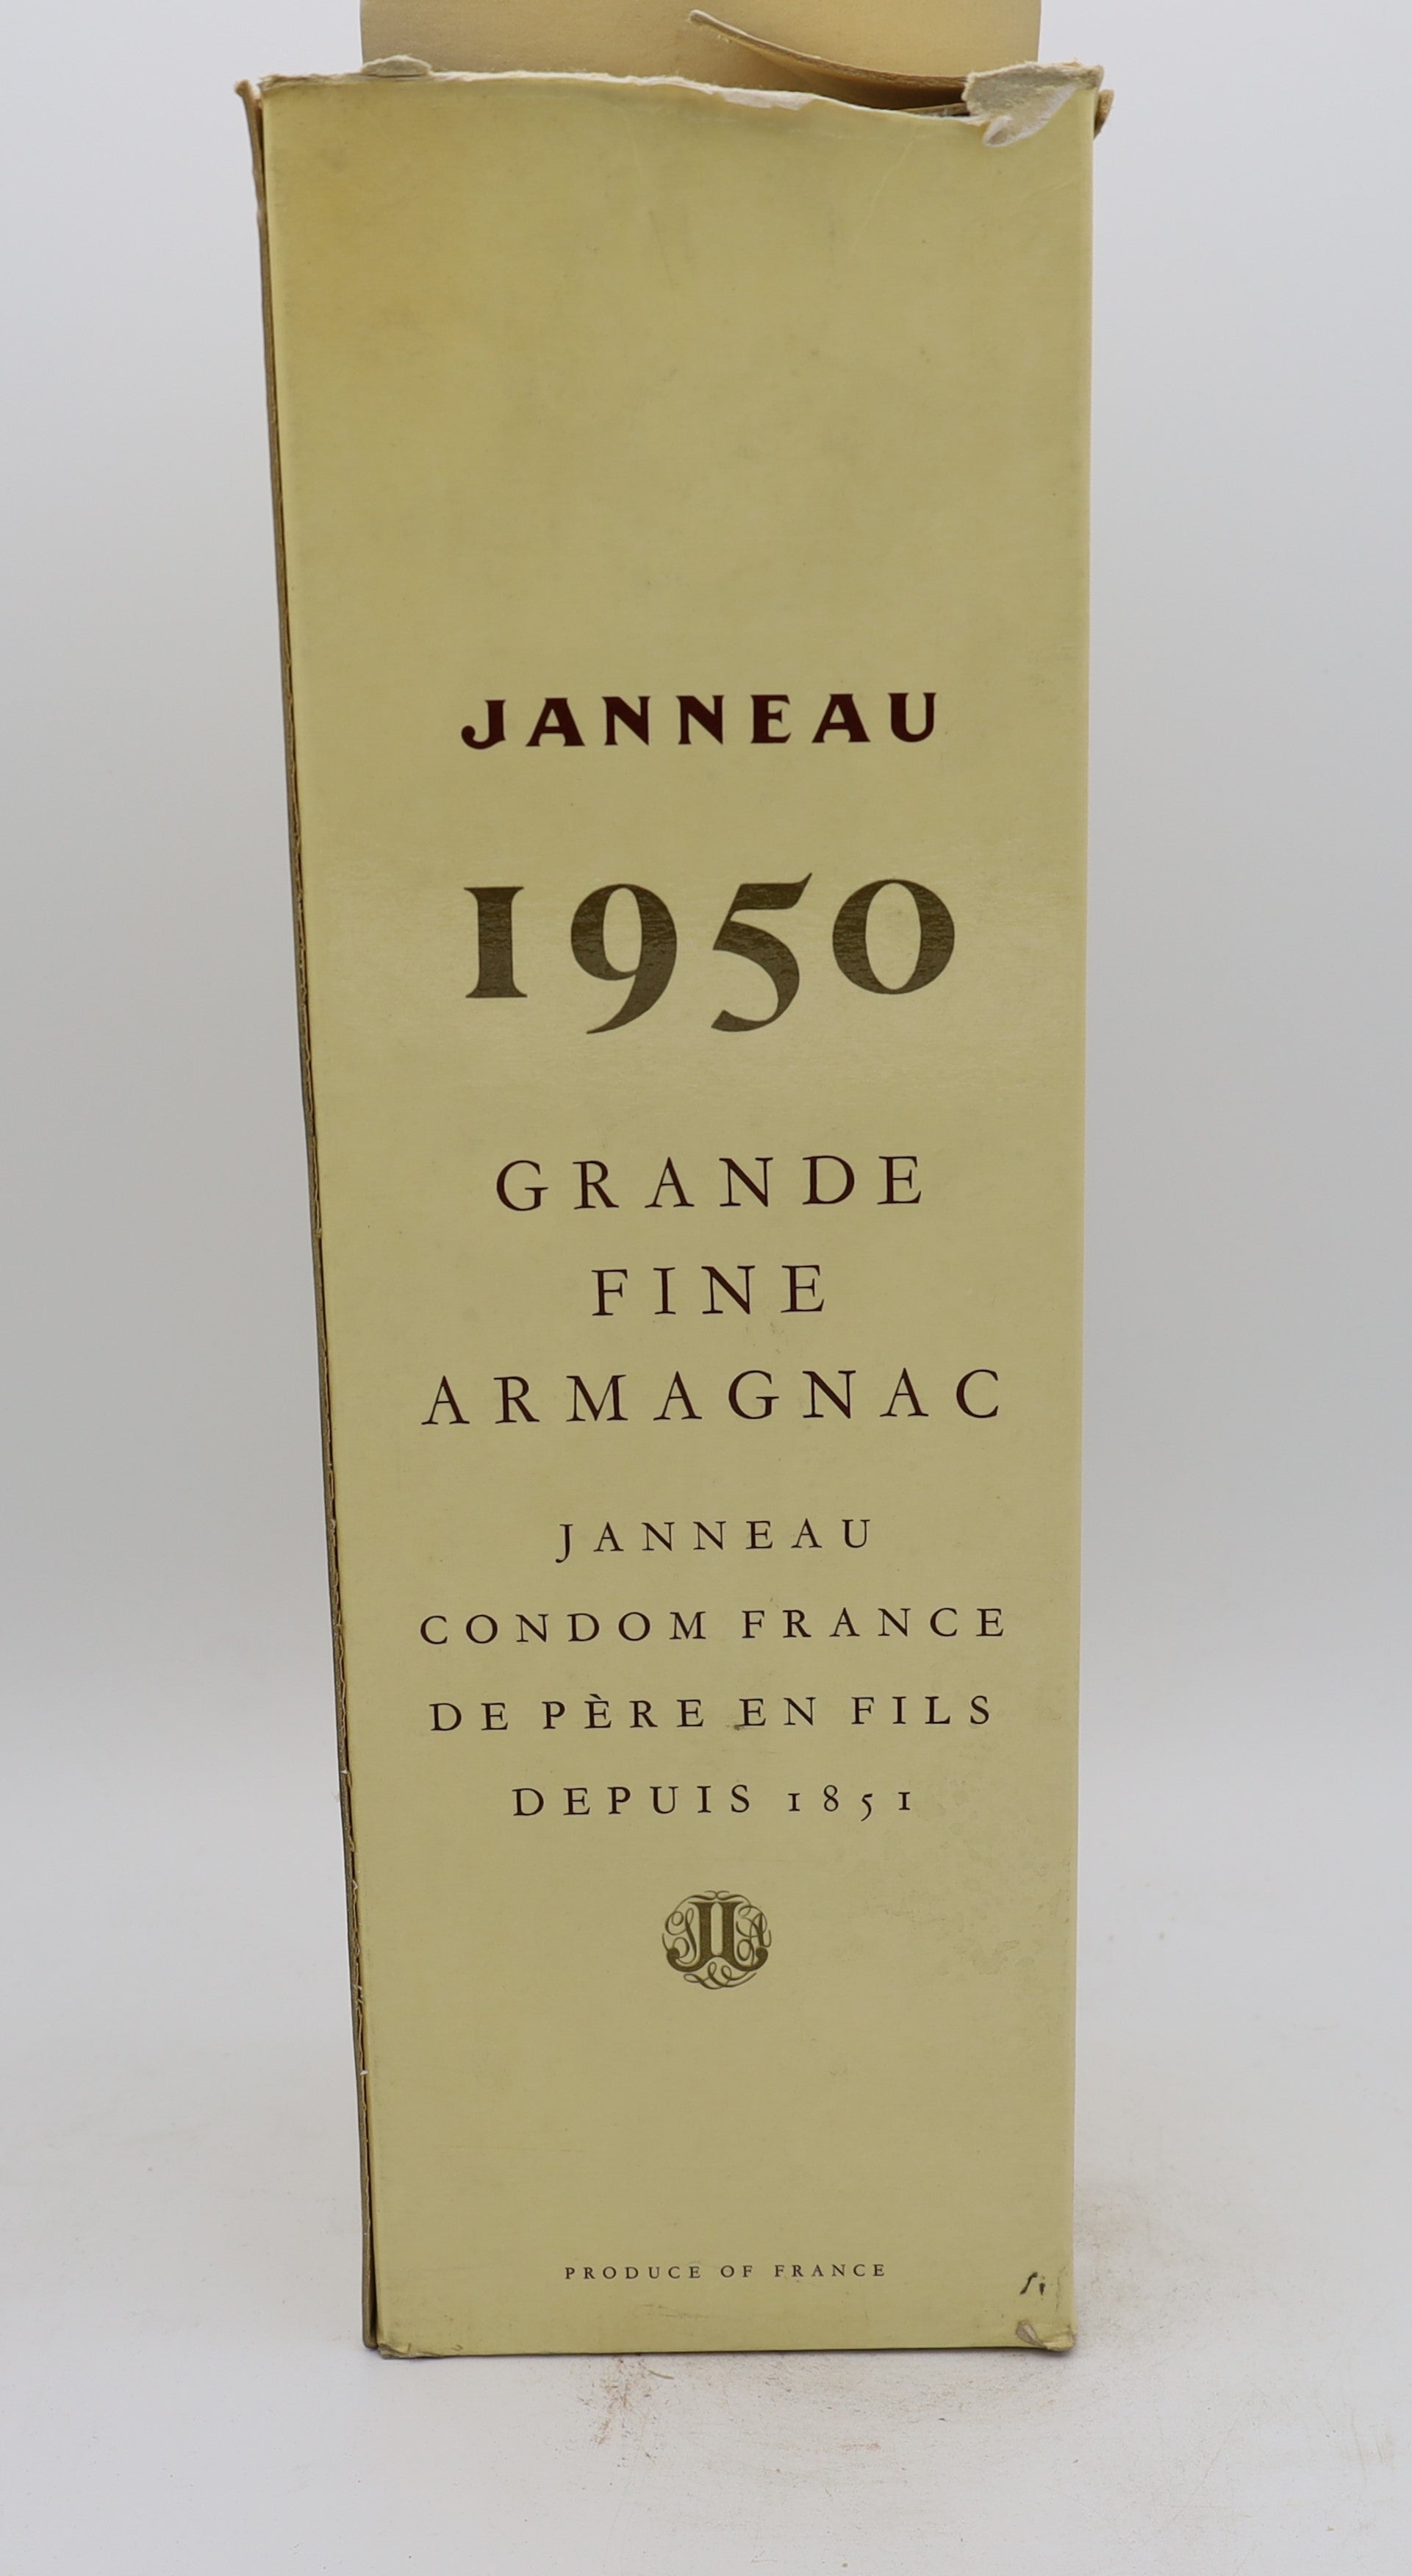 JANNEAU
1950
GRANDE
FINE
ARMAGNAC
JANNEAU
CONDOM FRANCE
DE PÈRE EN FILS
DEPUIS 1851
PRODUCE OF FRANCE